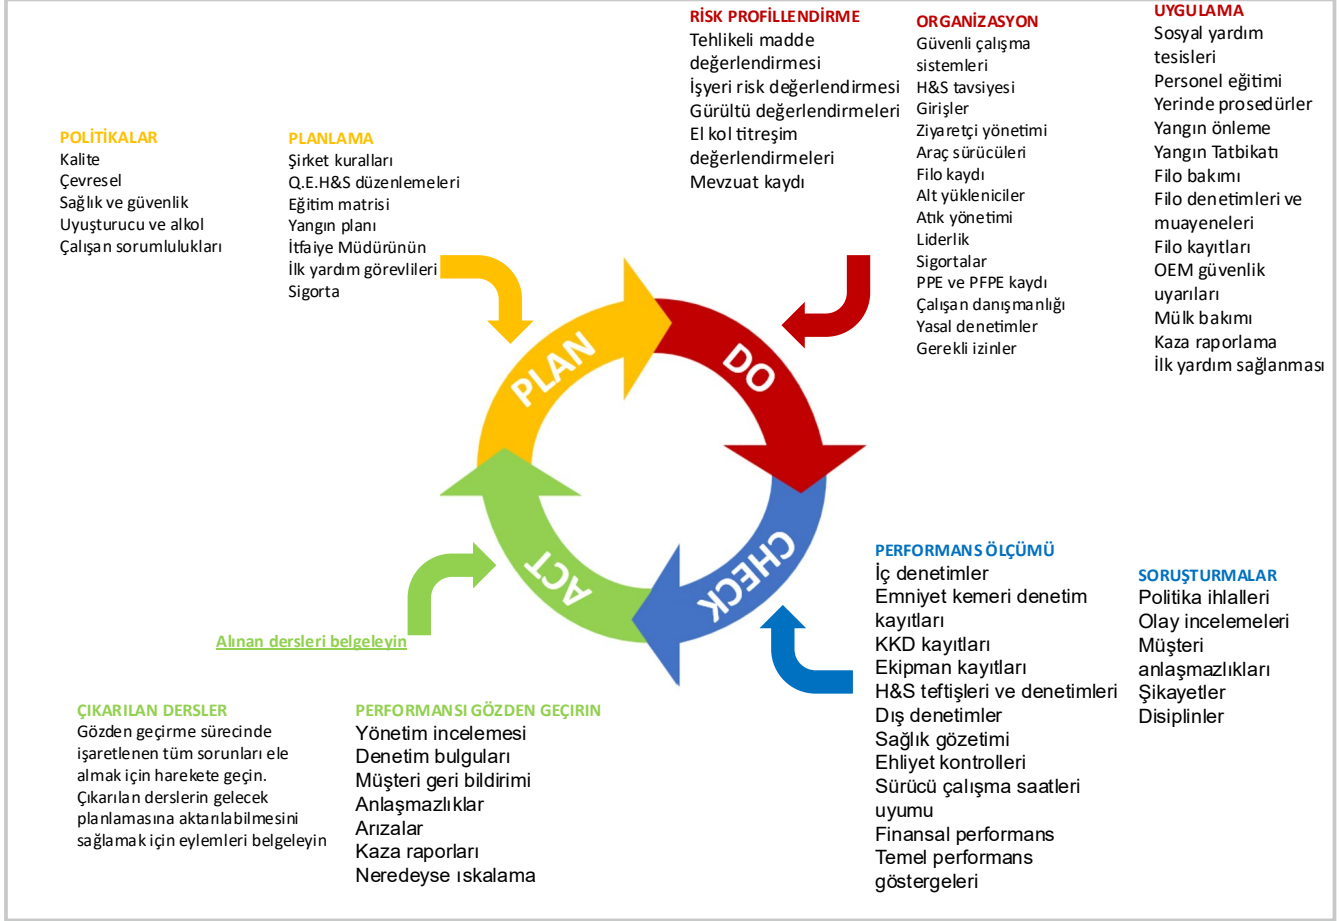 POLİTİKALAR
Kalite
Çevresel
Sağlık ve güvenlik
Uyuşturucu ve alkol
Çalışan sorumlulukları
PLANLAMA
Şirket kuralları
Q.E.H&S düzenlemeleri
Eğitim matrisi
Yangın planı
İtfaiye Müdürünün
İlk yardım görevlileri
Sigorta
RİSK PROFİLLENDİRME
Tehlikeli madde
değerlendirmesi
İşyeri risk değerlendirmesi
Gürültü değerlendirmeleri
El kol titreşim
değerlendirmeleri
Mevzuat kaydı
ORGANİZASYON
Güvenli çalışma
sistemleri
H&S tavsiyesi
Girişler
Ziyaretçi yönetimi
Araç sürücüleri
Filo kaydı
Alt yükleniciler
Atık yönetimi
Liderlik
Sigortalar
PPE ve PFPE kaydı
Çalışan danışmanlığı
Yasal denetimler
Gerekli izinler
UYGULAMA
Sosyal yardım
tesisleri
Personel eğitimi
Yerinde prosedürler
Yangın önleme
Yangın Tatbikatı
Filo bakımı
Filo denetimleri ve
muayeneleri
Filo kayıtları
OEM güvenlik
uyarıları
Mülk bakımı
Kaza raporlama
İlk yardım sağlanması
PLAN
DO
CHECK
ACT
PERFORMANS ÖLÇÜMÜ
İç denetimler
Emniyet kemeri denetim
kayıtları
KKD kayıtları
Ekipman kayıtları
H&S teftişleri ve denetimleri
Dış denetimler
Sağlık gözetimi
Ehliyet kontrolleri
Sürücü çalışma saatleri
uyumu
Finansal performans
Temel performans
göstergeleri
SORUŞTURMALAR
Politika ihlalleri
Olay incelemeleri
Müşteri
anlaşmazlıkları
Şikayetler
Disiplinler
Alınan dersleri belgeleyin
ÇIKARILAN DERSLER
Gözden geçirme sürecinde
işaretlenen tüm sorunları ele
almak için harekete geçin.
Çıkarılan derslerin gelecek
planlamasına aktarılabilmesini
sağlamak için eylemleri belgeleyin
PERFORMANSI GÖZDEN GEÇIRIN
Yönetim incelemesi
Denetim bulguları
Müşteri geri bildirimi
Anlaşmazlıklar
Arızalar
Kaza raporları
Neredeyse ıskalama